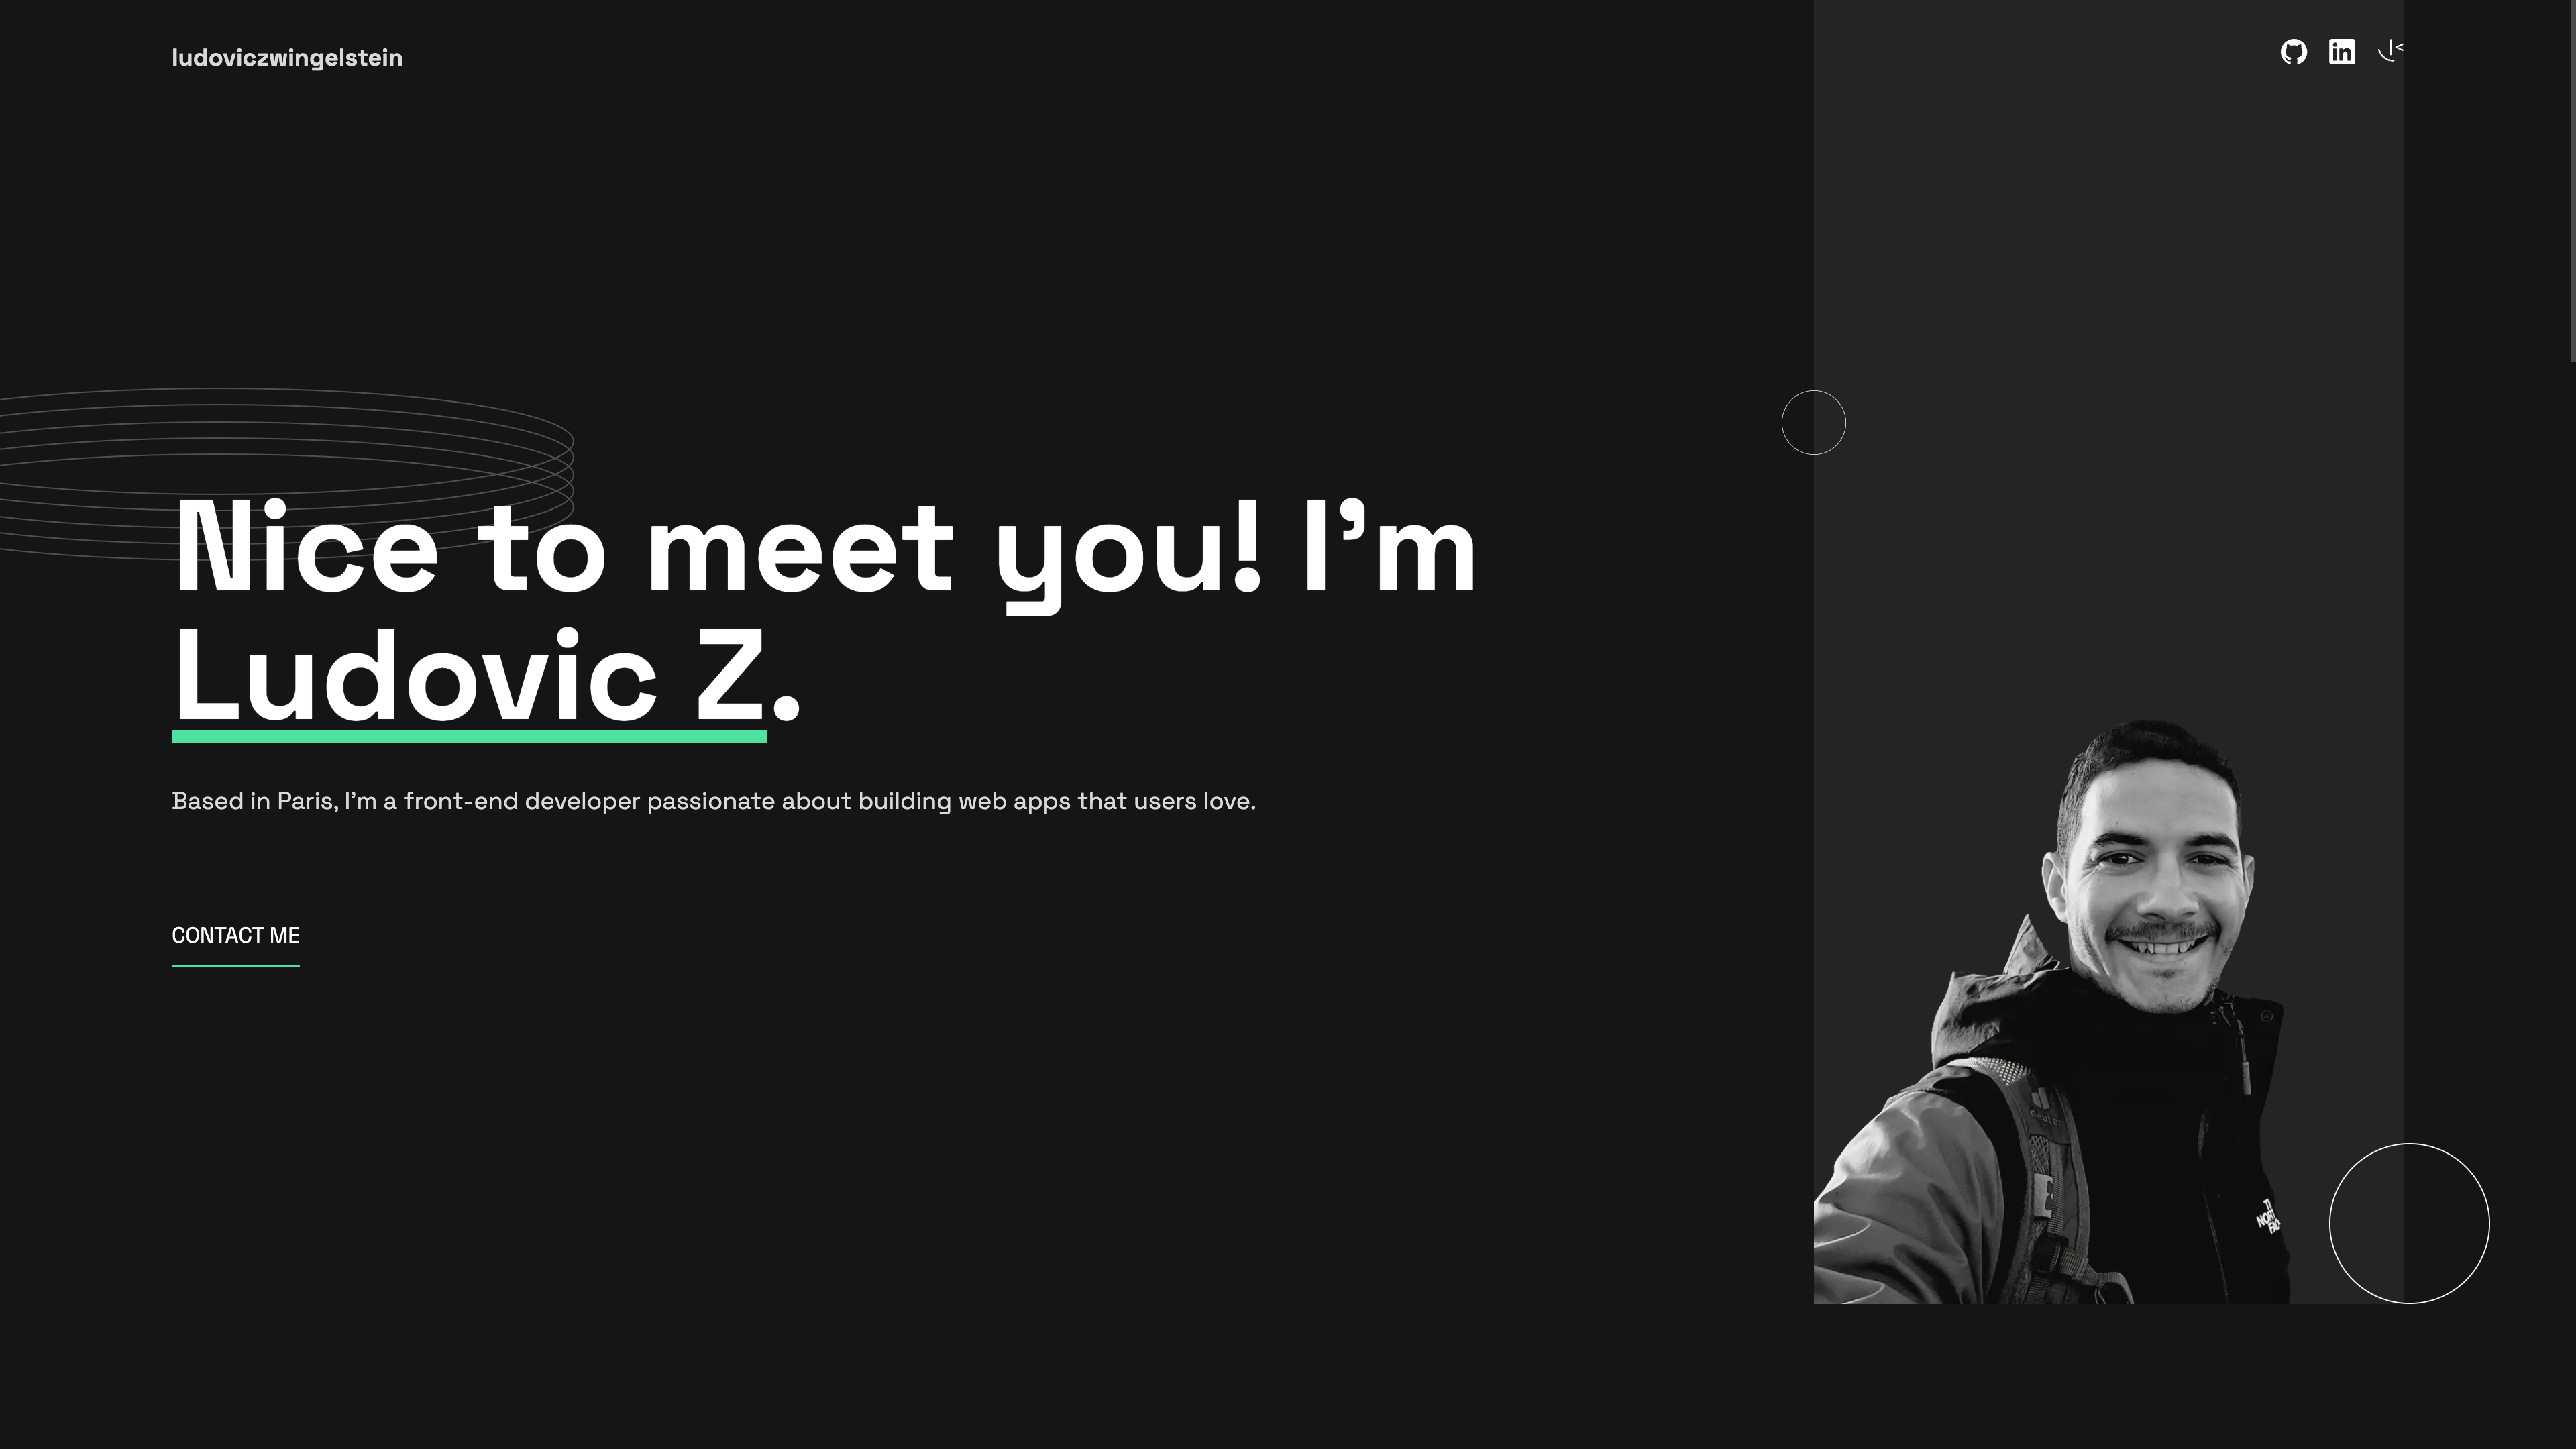 ludoviczwingelstein
Nice to meet you! I’m
Ludovic Z.
Based in Paris, I’m a front-end developer passionate about building web apps that users love.
CONTACT ME
deuter